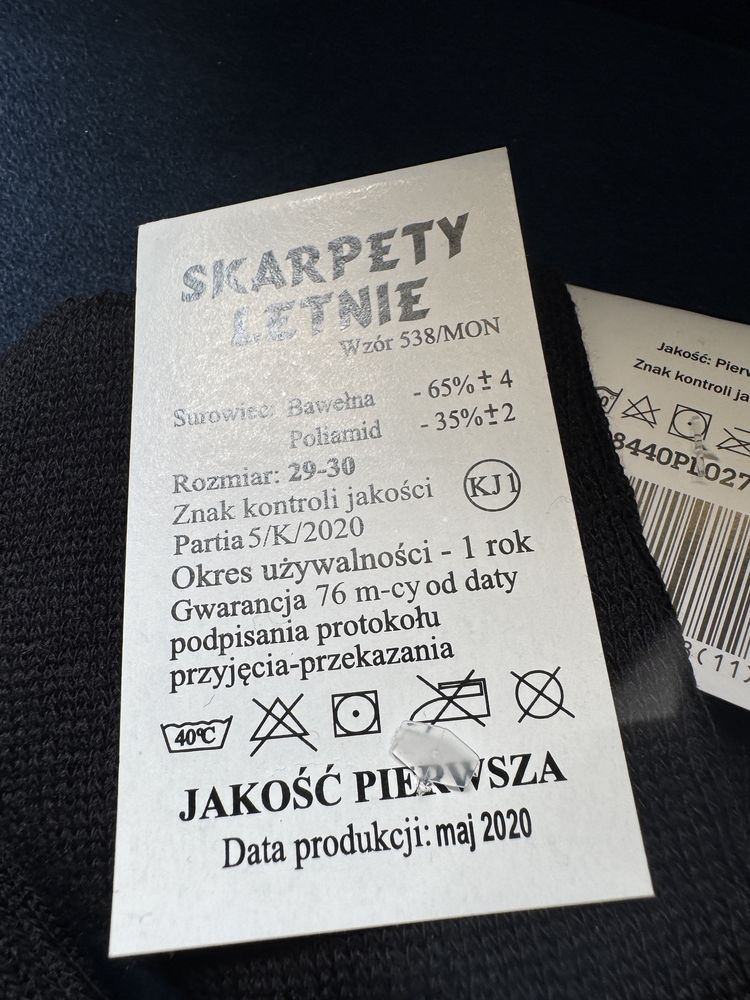 SKARPETY
LETNIE
Wzór 538/MON
Surowiec: Bawełna - 65% ± 4
Poliamid - 35% ± 2
Rozmiar: 29-30
Znak kontroli jakości KJ1
Partia 5/K/2020
Okres używalności - 1 rok
Gwarancja 76 m-cy od daty
podpisania protokołu
przyjęcia-przekazania
40°C
JAKOŚĆ PIERWSZA
Data produkcji: maj 2020
Jakość:
Znak kontroli
8440PL027
(11)